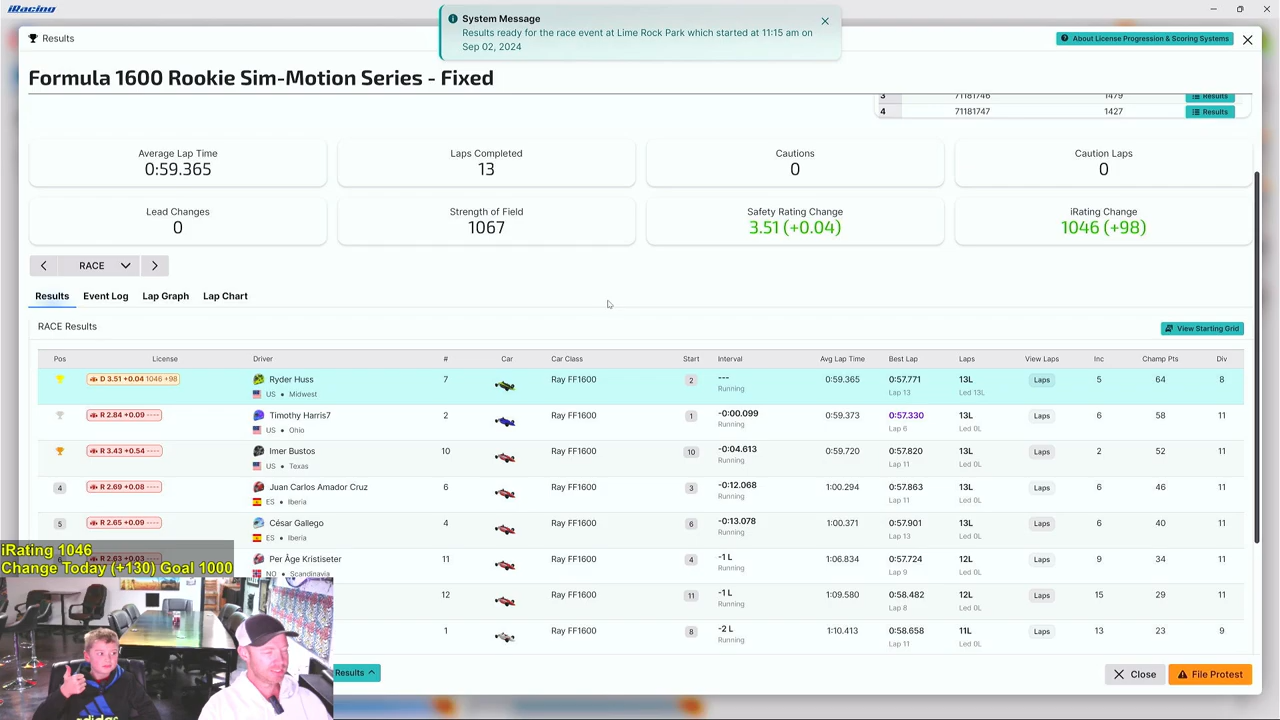 iRacing
System Message
Results ready for the race event at Lime Rock Park which started at 11:15 am on
Sep 02, 2024
Results
About License Progression & Scoring Systems
Formula 1600 Rookie Sim-Motion Series - Fixed
3 71181746 1479 Results
4 71181747 1427 Results
Average Lap Time Laps Completed Cautions Caution Laps
0:59.365 13 0 0
Lead Changes Strength of Field Safety Rating Change iRating Change
0 1067 3.51 (+0.04) 1046 (+98)
RACE
Results Event Log Lap Graph Lap Chart
RACE Results View Starting Grid
Pos License Driver # Car Car Class Start Interval Avg Lap Time Best Lap Laps View Laps Inc Champ Pts Div
D 3.51 +0.04 1046 +98 Ryder Huss 7 Ray FF1600 2 --- 0:59.365 0:57.771 13L Laps 5 64 8
US • Midwest Running Lap 13 Led 13L
R 2.84 +0.09 ---- Timothy Harris7 2 Ray FF1600 1 -0:00.099 0:59.373 0:57.330 13L Laps 6 58 11
US • Ohio Running Lap 6 Led 0L
R 3.43 +0.54 ---- Imer Bustos 10 Ray FF1600 10 -0:04.613 0:59.720 0:57.820 13L Laps 2 52 11
US • Texas Running Lap 11 Led 0L
4 R 2.69 +0.08 ---- Juan Carlos Amador Cruz 6 Ray FF1600 3 -0:12.068 1:00.294 0:57.863 13L Laps 6 46 11
ES • Iberia Running Lap 11 Led 0L
5 R 2.65 +0.09 ---- César Gallego 4 Ray FF1600 6 -0:13.078 1:00.371 0:57.901 13L Laps 6 40 11
ES • Iberia Running Lap 13 Led 0L
iRating 1046
R 2.63 +0.03 ---- Per Åge Kristiseter 11 Ray FF1600 4 -1 L 1:06.834 0:57.724 12L Laps 9 34 11
Change Today (+130) Goal 1000
NO • Scandinavia Running Lap 9 Led 0L
12 Ray FF1600 11 -1 L 1:09.580 0:58.482 12L Laps 15 29 11
Running Lap 8 Led 0L
1 Ray FF1600 8 -2 L 1:10.413 0:58.658 11L Laps 13 23 9
Running Lap 11 Led 0L
Results Close File Protest
adidas